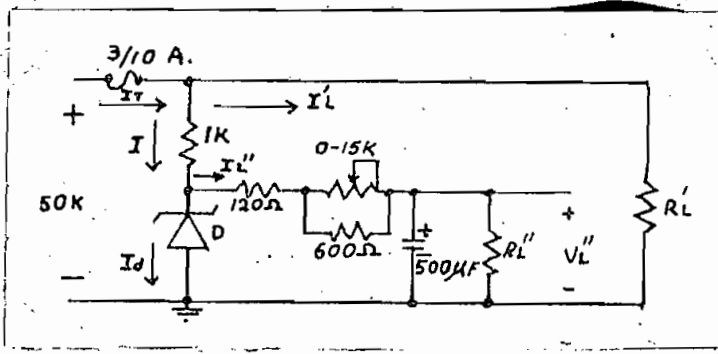 3/10 A.
IT
I'L
+
I
1K
IL"
0-15K
120Ω
50K
D
600Ω
+
500µF
RL"
+
VL"
-
RL'
Id
-